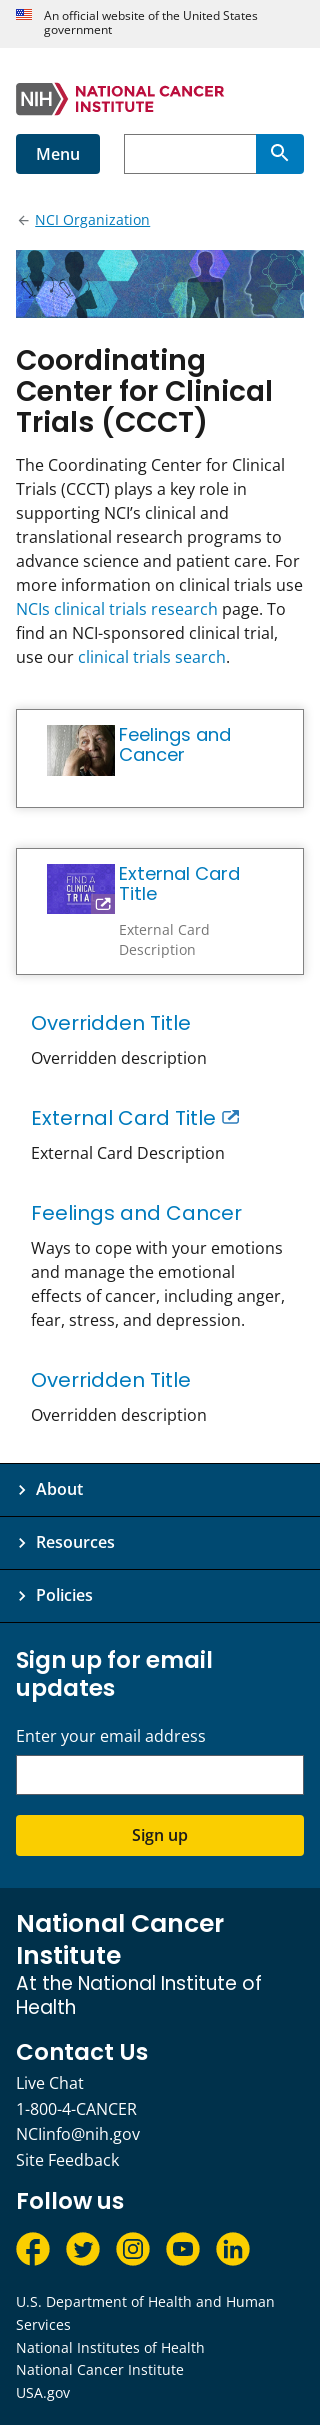 An official website of the United States
government
NIH
NATIONAL CANCER
INSTITUTE
Menu
NCI Organization
Coordinating
Center for Clinical
Trials (CCCT)
The Coordinating Center for Clinical
Trials (CCCT) plays a key role in
supporting NCI’s clinical and
translational research programs to
advance science and patient care. For
more information on clinical trials use
NCIs clinical trials research page. To
find an NCI-sponsored clinical trial,
use our clinical trials search.
Feelings and
Cancer
FIND A
CLINICAL
TRIA
External Card
Title
External Card
Description
Overridden Title
Overridden description
External Card Title
External Card Description
Feelings and Cancer
Ways to cope with your emotions
and manage the emotional
effects of cancer, including anger,
fear, stress, and depression.
Overridden Title
Overridden description
About
Resources
Policies
Sign up for email
updates
Enter your email address
Sign up
National Cancer
Institute
At the National Institute of
Health
Contact Us
Live Chat
1-800-4-CANCER
NCIinfo@nih.gov
Site Feedback
Follow us
U.S. Department of Health and Human
Services
National Institutes of Health
National Cancer Institute
USA.gov